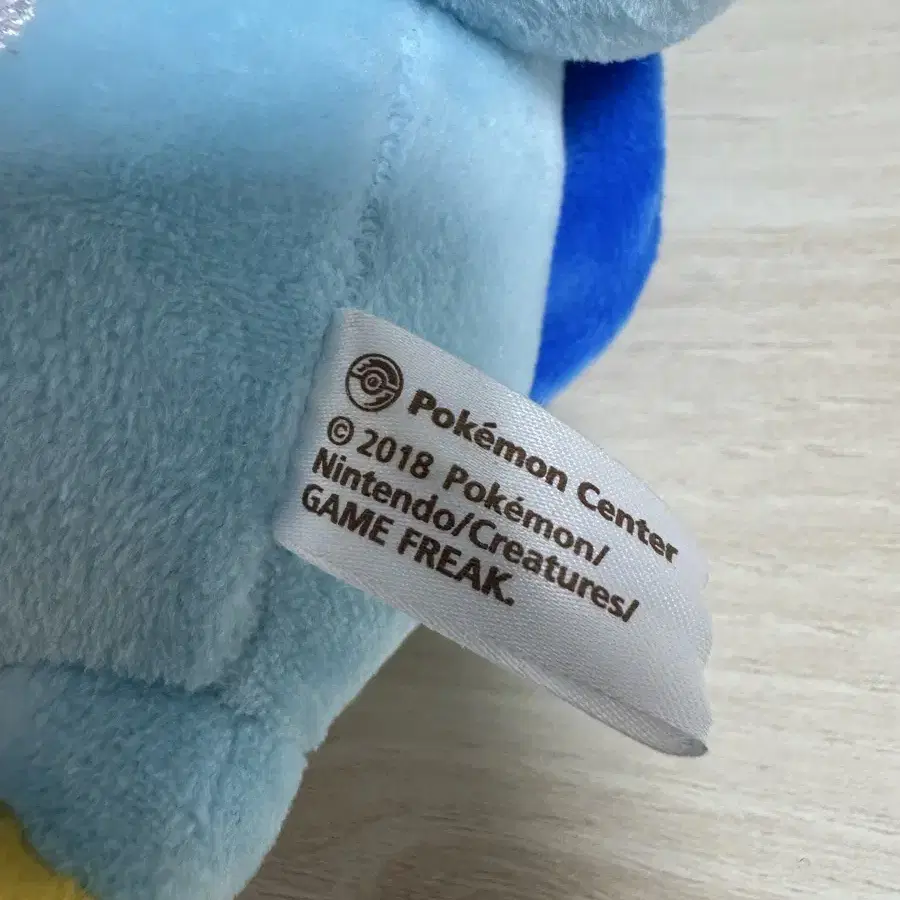 Pokémon Center
© 2018 Pokémon/
Nintendo/Creatures/
GAME FREAK.